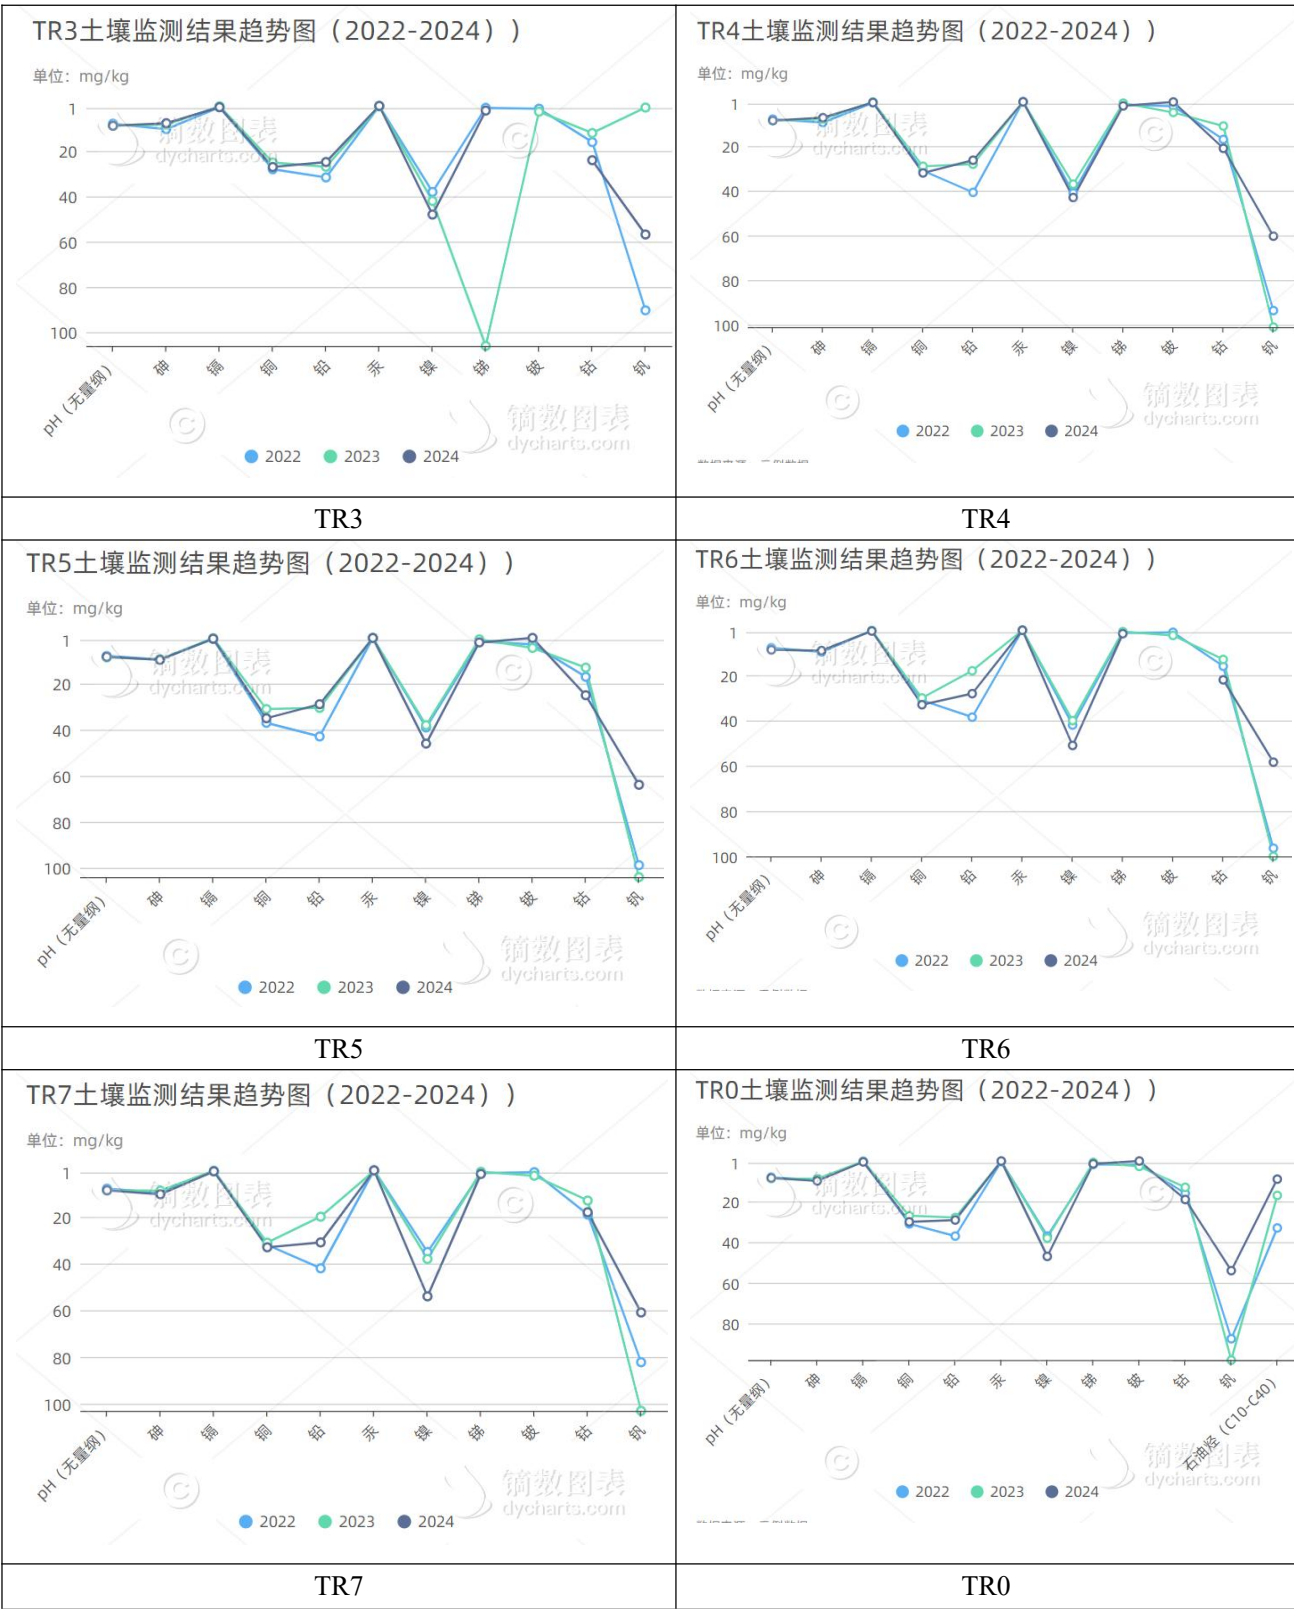 TR3土壤监测结果趋势图（2022-2024））
单位：mg/kg
1
20
40
60
80
100
pH（无量纲） 砷 镉 铜 铅 汞 镍 锑 铍 钴 钒
2022 2023 2024
镝数图表
dycharts.com
TR4土壤监测结果趋势图（2022-2024））
单位：mg/kg
1
20
40
60
80
100
pH（无量纲） 砷 镉 铜 铅 汞 镍 锑 铍 钴 钒
2022 2023 2024
镝数图表
dycharts.com
TR3
TR4
TR5土壤监测结果趋势图（2022-2024））
单位：mg/kg
1
20
40
60
80
100
pH（无量纲） 砷 镉 铜 铅 汞 镍 锑 铍 钴 钒
2022 2023 2024
镝数图表
dycharts.com
TR6土壤监测结果趋势图（2022-2024））
单位：mg/kg
1
20
40
60
80
100
pH（无量纲） 砷 镉 铜 铅 汞 镍 锑 铍 钴 钒
2022 2023 2024
镝数图表
dycharts.com
TR5
TR6
TR7土壤监测结果趋势图（2022-2024））
单位：mg/kg
1
20
40
60
80
100
pH（无量纲） 砷 镉 铜 铅 汞 镍 锑 铍 钴 钒
2022 2023 2024
镝数图表
dycharts.com
TR0土壤监测结果趋势图（2022-2024））
单位：mg/kg
1
20
40
60
80
pH（无量纲） 砷 镉 铜 铅 汞 镍 锑 铍 钴 钒 石油烃（C10-C40）
2022 2023 2024
镝数图表
dycharts.com
TR7
TR0